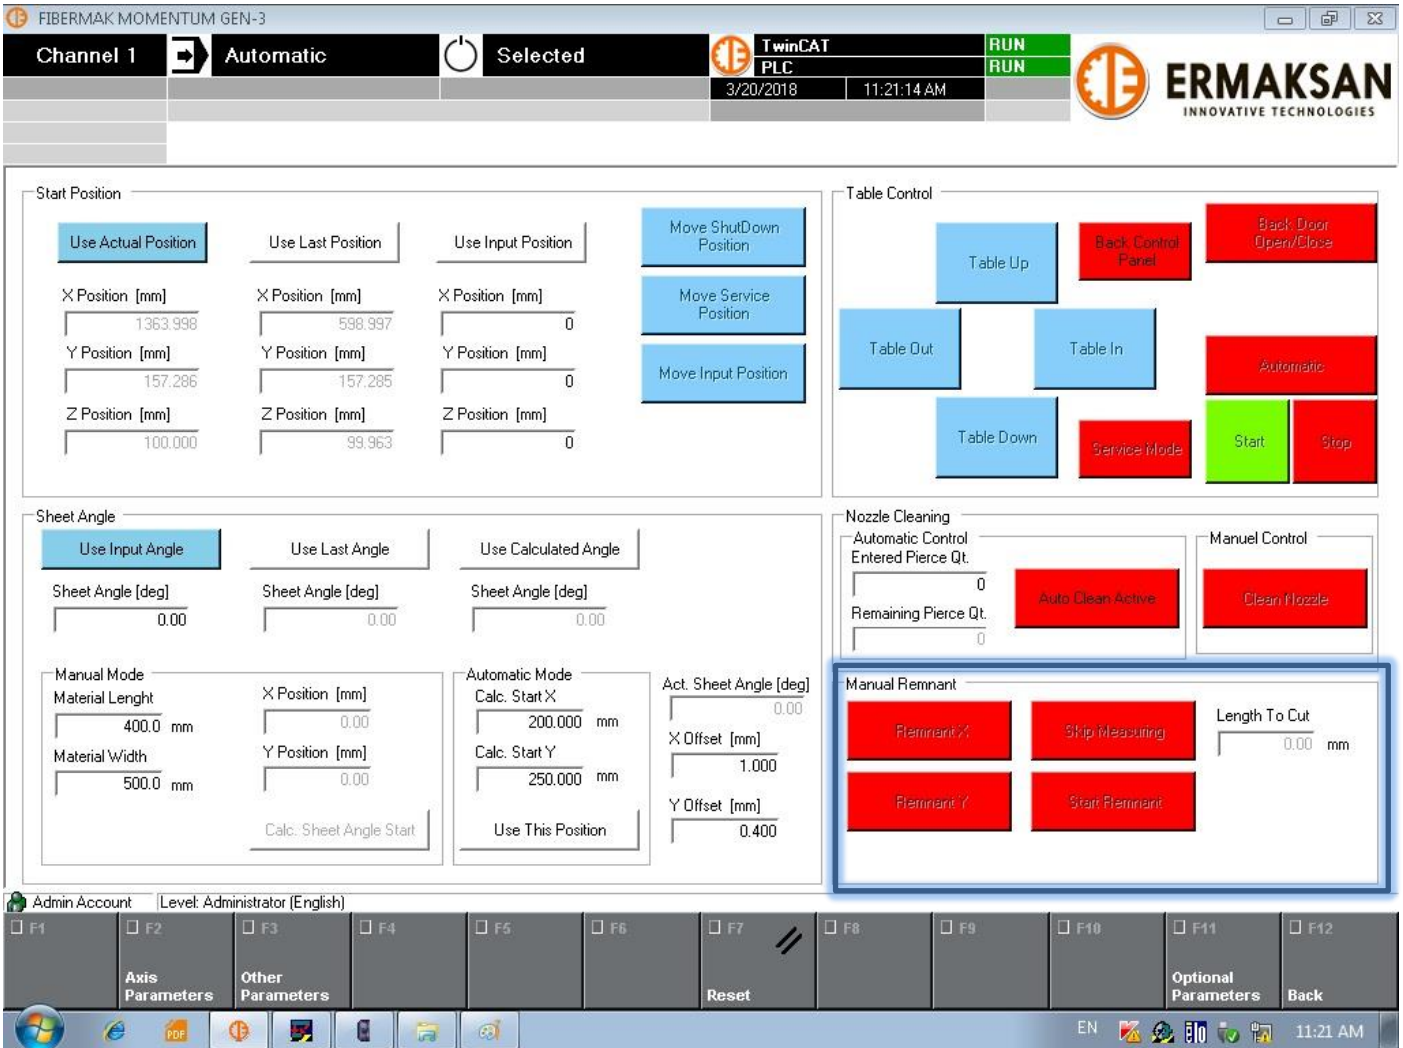 FIBERMAK MOMENTUM GEN-3
Channel 1
Automatic
Selected
TwinCAT RUN
PLC RUN
3/20/2018 11:21:14 AM
ERMAKSAN
INNOVATIVE TECHNOLOGIES
Start Position
Use Actual Position
Use Last Position
Use Input Position
X Position [mm]
1363.998
X Position [mm]
598.997
X Position [mm]
0
Y Position [mm]
157.286
Y Position [mm]
157.285
Y Position [mm]
0
Z Position [mm]
100.000
Z Position [mm]
99.963
Z Position [mm]
0
Move ShutDown
Position
Move Service
Position
Move Input Position
Table Control
Table Up
Back Control
Panel
Back Door
Open/Close
Table Out
Table In
Automatic
Table Down
Service Mode
Start
Stop
Sheet Angle
Use Input Angle
Use Last Angle
Use Calculated Angle
Sheet Angle [deg]
0.00
Sheet Angle [deg]
0.00
Sheet Angle [deg]
0.00
Manual Mode
Material Lenght
400.0 mm
Material Width
500.0 mm
X Position [mm]
0.00
Y Position [mm]
0.00
Calc. Sheet Angle Start
Automatic Mode
Calc. Start X
200.000 mm
Calc. Start Y
250.000 mm
Use This Position
Act. Sheet Angle [deg]
0.00
X Offset [mm]
1.000
Y Offset [mm]
0.400
Nozzle Cleaning
Automatic Control
Entered Pierce Qt.
0
Remaining Pierce Qt.
0
Auto Clean Active
Manuel Control
Clean Nozzle
Manual Remnant
Remnant X
Skip Measuring
Length To Cut
0.00 mm
Remnant Y
Start Remnant
Admin Account
Level: Administrator (English)
F1
F2
Axis
Parameters
F3
Other
Parameters
F4
F5
F6
F7
Reset
F8
F9
F10
F11
Optional
Parameters
F12
Back
PDF
EN
11:21 AM